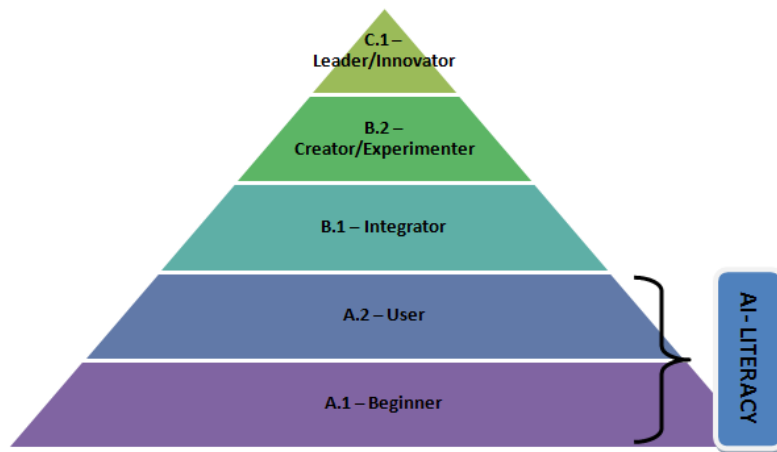 C.1 –
Leader/Innovator
B.2 –
Creator/Experimenter
B.1 – Integrator
A.2 – User
A.1 – Beginner
AI- LITERACY